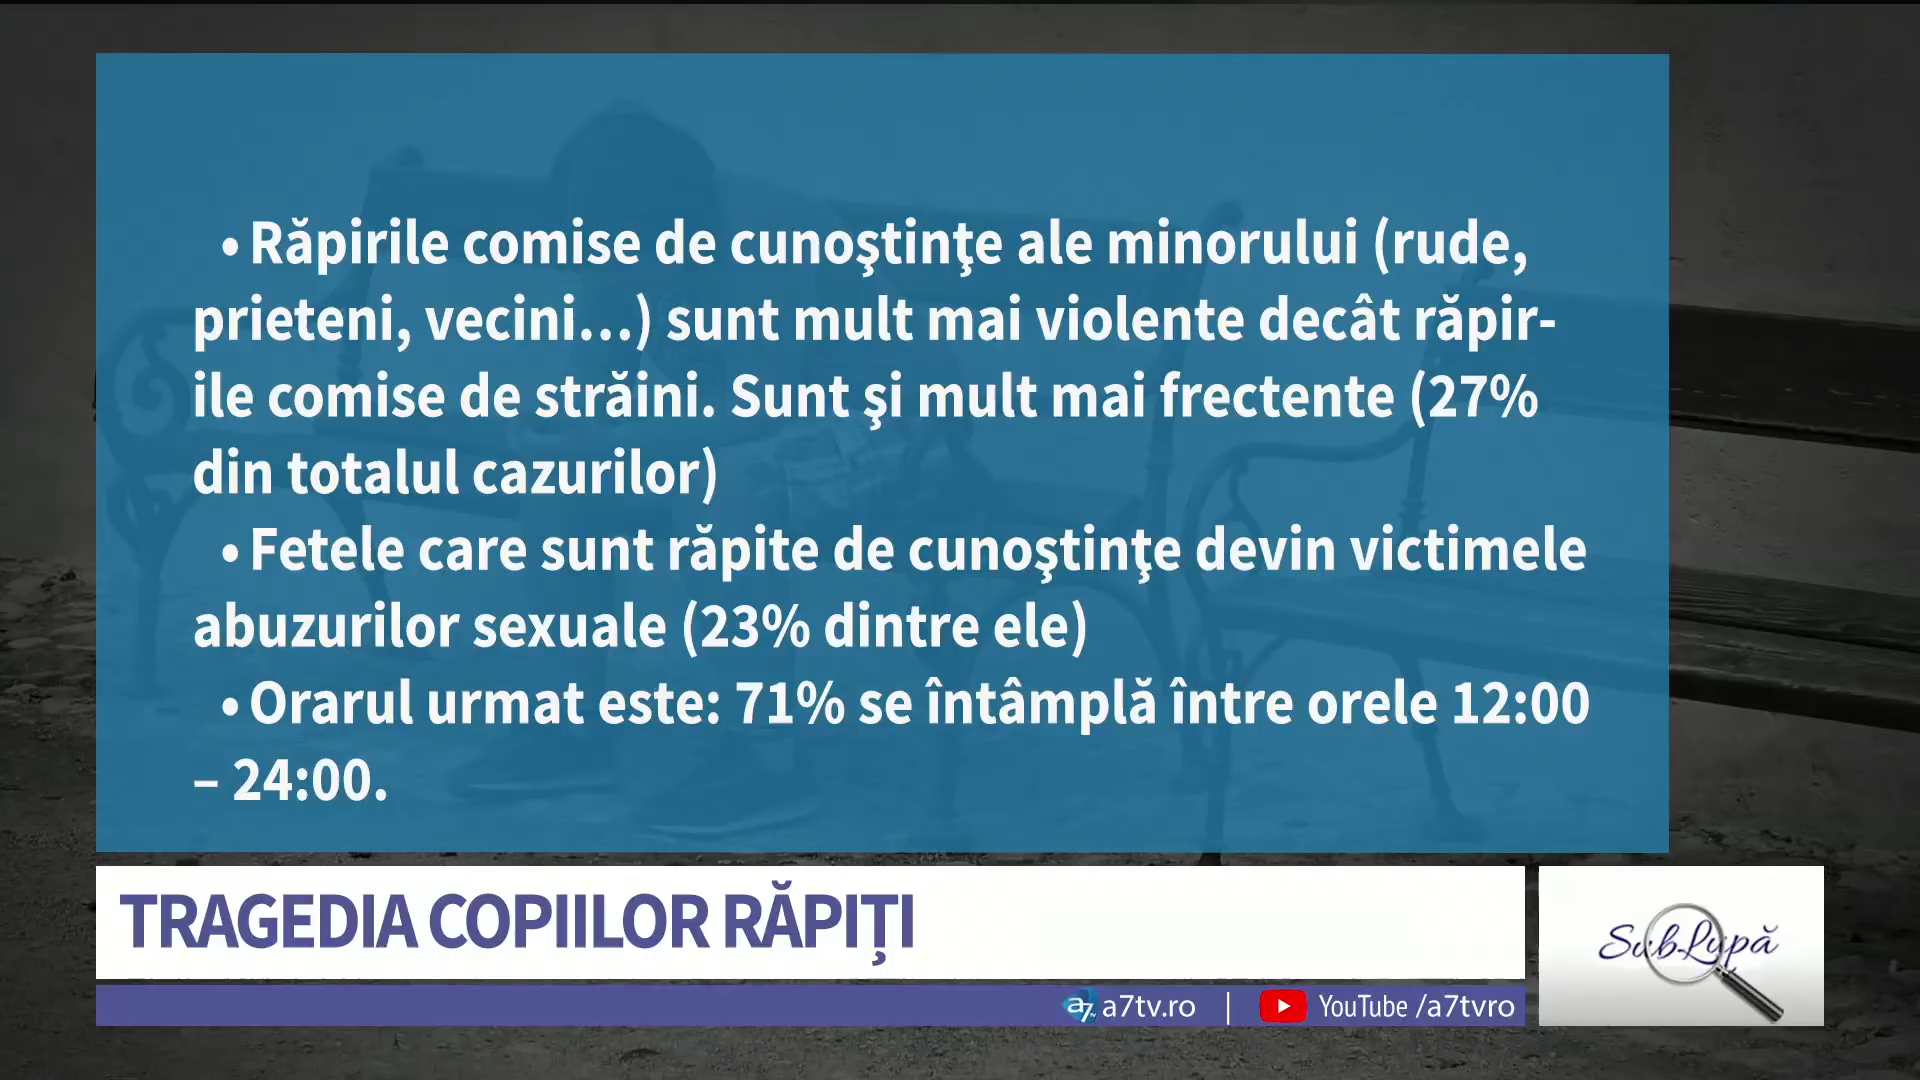 • Răpirile comise de cunoştinţe ale minorului (rude,
prieteni, vecini...) sunt mult mai violente decât răpir-
ile comise de străini. Sunt şi mult mai frectente (27%
din totalul cazurilor)
• Fetele care sunt răpite de cunoştinţe devin victimele
abuzurilor sexuale (23% dintre ele)
• Orarul urmat este: 71% se întâmplă între orele 12:00
– 24:00.
TRAGEDIA COPIILOR RĂPIȚI
SubLupă
a7tv a7tv.ro | YouTube /a7tvro